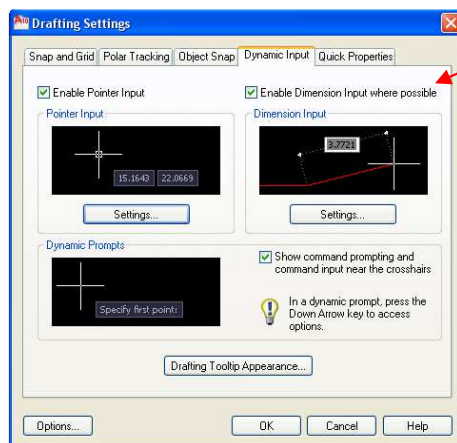 Drafting Settings
Snap and Grid Polar Tracking Object Snap Dynamic Input Quick Properties
Enable Pointer Input
Enable Dimension Input where possible
Pointer Input
15.1643 22.0669
Settings...
Dimension Input
3.7721
Settings...
Dynamic Prompts
Specify first point:
Show command prompting and
command input near the crosshairs
In a dynamic prompt, press the
Down Arrow key to access
options.
Drafting Tooltip Appearance...
Options... OK Cancel Help